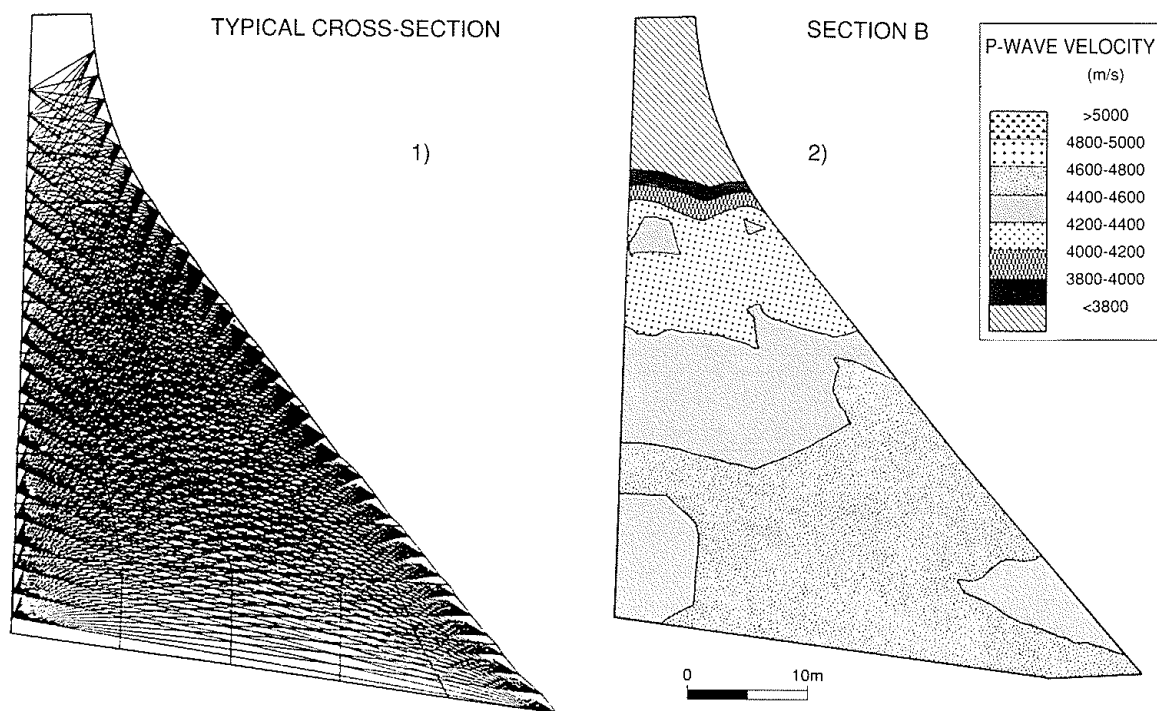 TYPICAL CROSS-SECTION
1)
SECTION B
2)
P-WAVE VELOCITY
(m/s)
>5000
4800-5000
4600-4800
4400-4600
4200-4400
4000-4200
3800-4000
<3800
0 10m